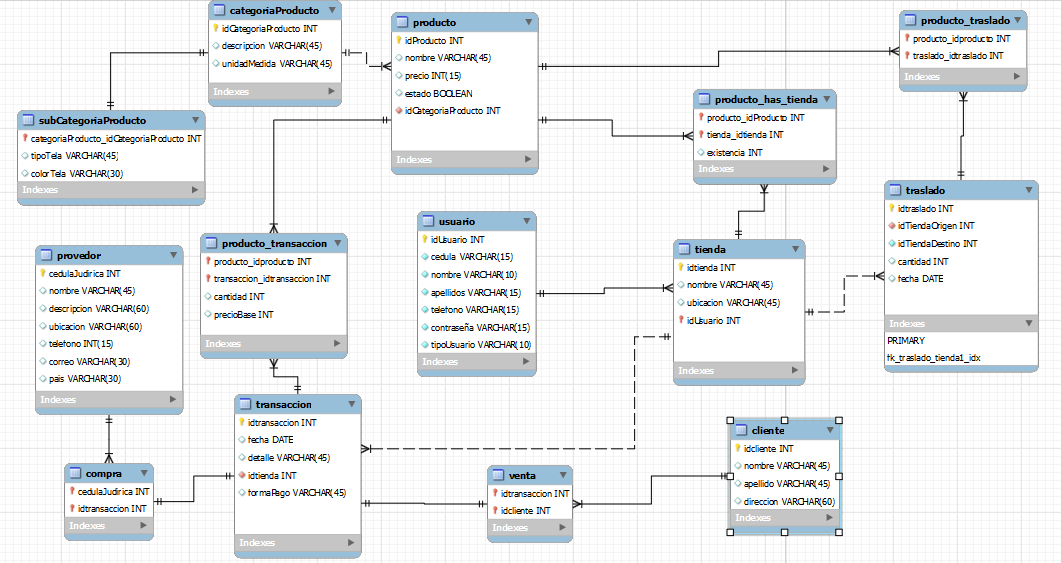 categoriaProducto
idCategoriaProducto INT
descripcion VARCHAR(45)
unidadMedida VARCHAR(45)
Indexes
producto
idProducto INT
nombre VARCHAR(45)
precio INT(15)
estado BOOLEAN
idCategoriaProducto INT
Indexes
producto_traslado
producto_idproducto INT
traslado_idtraslado INT
Indexes
subCategoriaProducto
categoriaProducto_idCategoriaProducto INT
tipoTela VARCHAR(45)
colorTela VARCHAR(30)
Indexes
producto_has_tienda
producto_idProducto INT
tienda_idtienda INT
existencia INT
Indexes
traslado
idtraslado INT
idTiendaOrigen INT
idTiendaDestino INT
cantidad INT
fecha DATE
Indexes
PRIMARY
fk_traslado_tienda1_idx
usuario
idUsuario INT
cedula VARCHAR(15)
nombre VARCHAR(10)
apellidos VARCHAR(15)
telefono VARCHAR(15)
contraseña VARCHAR(15)
tipoUsuario VARCHAR(10)
Indexes
producto_transaccion
producto_idproducto INT
transaccion_idtransaccion INT
cantidad INT
precioBase INT
Indexes
tienda
idtienda INT
nombre VARCHAR(45)
ubicacion VARCHAR(45)
idUsuario INT
Indexes
provedor
cedulaJudirica INT
nombre VARCHAR(45)
descripcion VARCHAR(60)
ubicacion VARCHAR(60)
telefono INT(15)
correo VARCHAR(30)
pais VARCHAR(30)
Indexes
transaccion
idtransaccion INT
fecha DATE
detalle VARCHAR(45)
idtienda INT
formaPago VARCHAR(45)
Indexes
cliente
idcliente INT
nombre VARCHAR(45)
apellido VARCHAR(45)
direccion VARCHAR(60)
Indexes
compra
cedulaJudirica INT
idtransaccion INT
Indexes
venta
idtransaccion INT
idcliente INT
Indexes